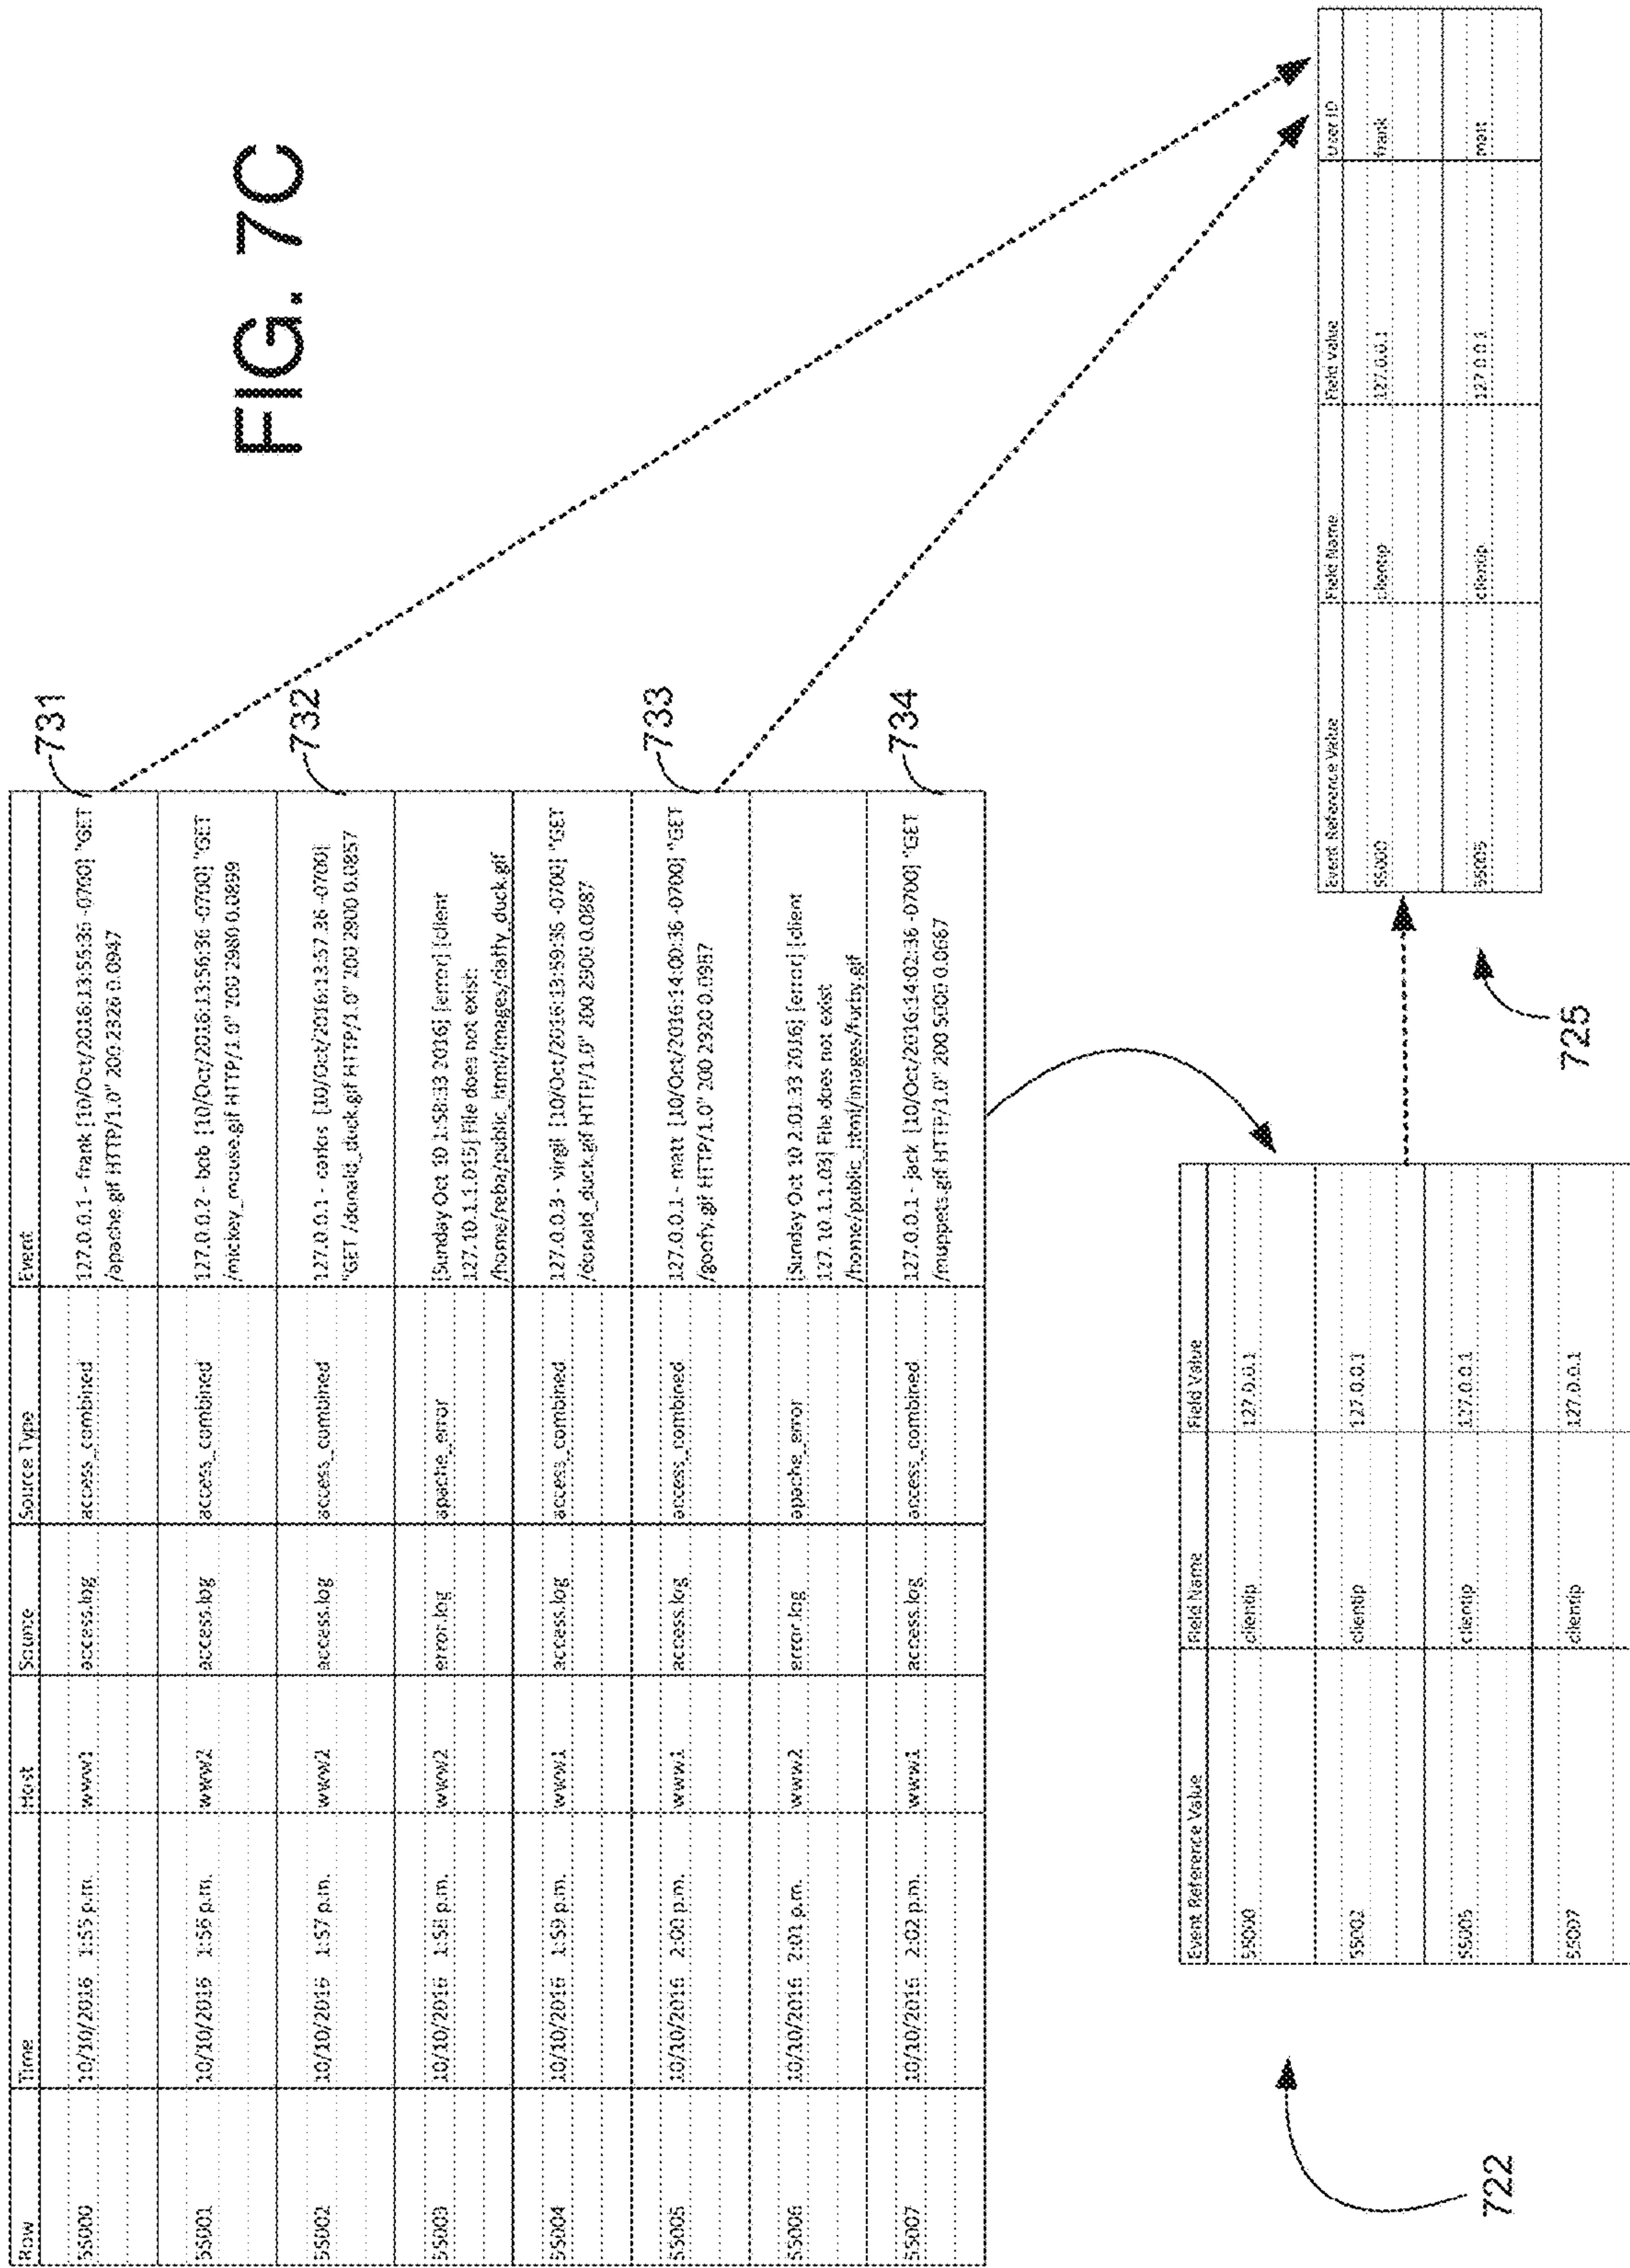 FIG. 7C
Row Time Host Source Source Type Event
55000 10/10/2016 1:55 p.m. www1 access.log access_combined 127.0.0.1 - frank [10/Oct/2016:13:55:36 -0700] "GET
/apache.gif HTTP/1.0" 200 2326 0.0947
731
55001 10/10/2016 1:56 p.m. www2 access.log access_combined 127.0.0.2 - bob [10/Oct/2016:13:56:36 -0700] "GET
/mickey_mouse.gif HTTP/1.0" 200 2980 0.0899
55002 10/10/2016 1:57 p.m. www2 access.log access_combined 127.0.0.1 - carlos [10/Oct/2016:13:57:36 -0700]
"GET /donald_duck.gif HTTP/1.0" 200 2900 0.0857
732
55003 10/10/2016 1:58 p.m. www2 error.log apache_error [Sunday Oct 10 1:58:33 2016] [error] [client
127.10.1.1.015] File does not exist:
/home/reba/public_html/images/daffy_duck.gif
55004 10/10/2016 1:59 p.m. www1 access.log access_combined 127.0.0.3 - virgil [10/Oct/2016:13:59:36 -0700] "GET
/donald_duck.gif HTTP/1.0" 200 2900 0.0887
55005 10/10/2016 2:00 p.m. www1 access.log access_combined 127.0.0.1 - matt [10/Oct/2016:14:00:36 -0700] "GET
/goofy.gif HTTP/1.0" 200 2920 0.0987
733
55006 10/10/2016 2:01 p.m. www2 error.log apache_error [Sunday Oct 10 2:01:33 2016] [error] [client
127.10.1.1.03] File does not exist
/home/public_html/images/furby.gif
55007 10/10/2016 2:02 p.m. www1 access.log access_combined 127.0.0.1 - jack [10/Oct/2016:14:02:36 -0700] "GET
/muppets.gif HTTP/1.0" 200 5000 0.0667
734
Event Reference Value Field Name Field Value
55000 clientip 127.0.0.1
55002 clientip 127.0.0.1
55005 clientip 127.0.0.1
55007 clientip 127.0.0.1
722
Event Reference Value Field Name Field Value User ID
55000 clientip 127.0.0.1 frank
55005 clientip 127.0.0.1 matt
725